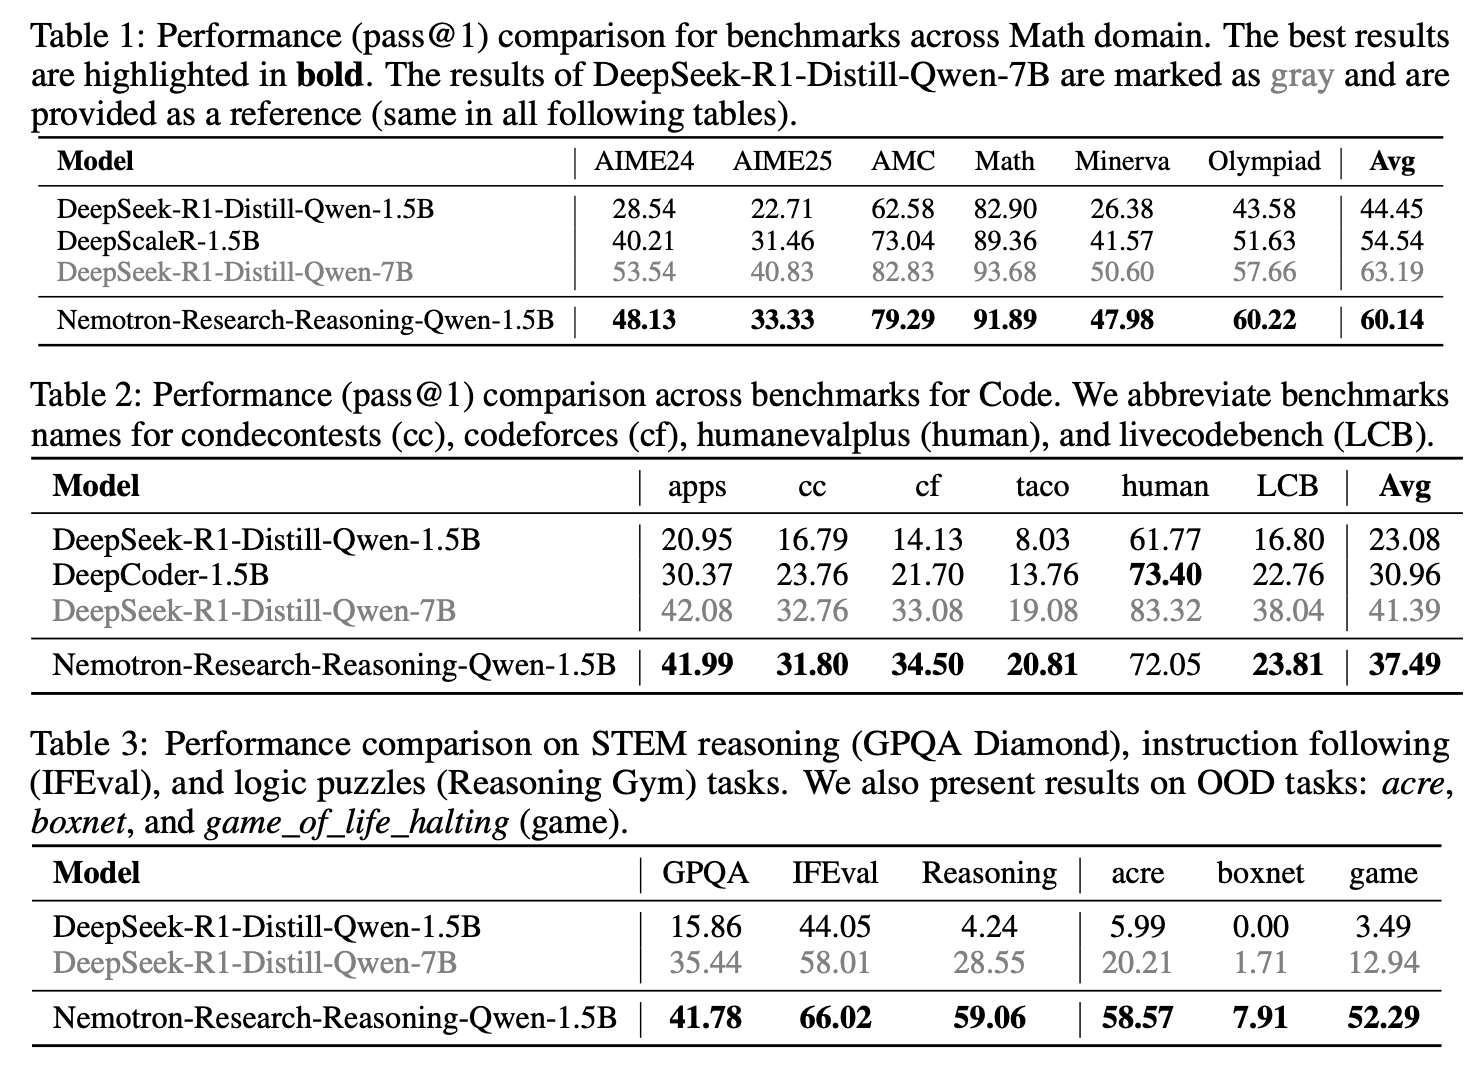 Table 1: Performance (pass@1) comparison for benchmarks across Math domain. The best results
are highlighted in bold. The results of DeepSeek-R1-Distill-Qwen-7B are marked as gray and are
provided as a reference (same in all following tables).
Model AIME24 AIME25 AMC Math Minerva Olympiad Avg
DeepSeek-R1-Distill-Qwen-1.5B 28.54 22.71 62.58 82.90 26.38 43.58 44.45
DeepScaleR-1.5B 40.21 31.46 73.04 89.36 41.57 51.63 54.54
DeepSeek-R1-Distill-Qwen-7B 53.54 40.83 82.83 93.68 50.60 57.66 63.19
Nemotron-Research-Reasoning-Qwen-1.5B 48.13 33.33 79.29 91.89 47.98 60.22 60.14
Table 2: Performance (pass@1) comparison across benchmarks for Code. We abbreviate benchmarks
names for condecontests (cc), codeforces (cf), humanevalplus (human), and livecodebench (LCB).
Model apps cc cf taco human LCB Avg
DeepSeek-R1-Distill-Qwen-1.5B 20.95 16.79 14.13 8.03 61.77 16.80 23.08
DeepCoder-1.5B 30.37 23.76 21.70 13.76 73.40 22.76 30.96
DeepSeek-R1-Distill-Qwen-7B 42.08 32.76 33.08 19.08 83.32 38.04 41.39
Nemotron-Research-Reasoning-Qwen-1.5B 41.99 31.80 34.50 20.81 72.05 23.81 37.49
Table 3: Performance comparison on STEM reasoning (GPQA Diamond), instruction following
(IFEval), and logic puzzles (Reasoning Gym) tasks. We also present results on OOD tasks: acre,
boxnet, and game_of_life_halting (game).
Model GPQA IFEval Reasoning acre boxnet game
DeepSeek-R1-Distill-Qwen-1.5B 15.86 44.05 4.24 5.99 0.00 3.49
DeepSeek-R1-Distill-Qwen-7B 35.44 58.01 28.55 20.21 1.71 12.94
Nemotron-Research-Reasoning-Qwen-1.5B 41.78 66.02 59.06 58.57 7.91 52.29